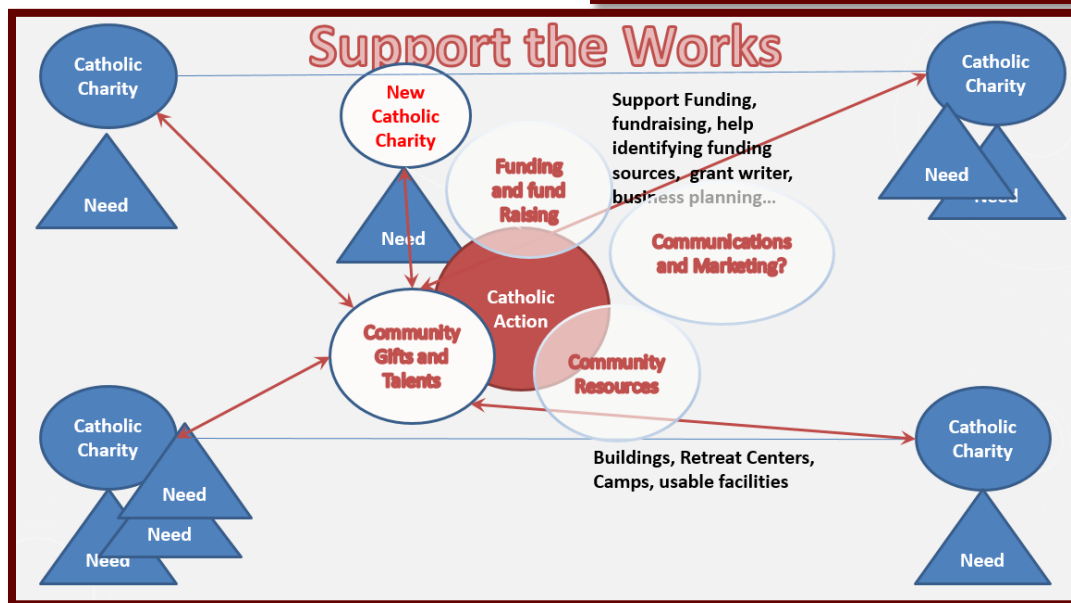 Support the Works
Catholic
Charity
Need
New
Catholic
Charity
Need
Funding
and fund
Raising
Support Funding,
fundraising, help
identifying funding
sources, grant writer,
business planning...
Catholic
Charity
Need
Need
Communications
and Marketing?
Catholic
Action
Community
Gifts and
Talents
Community
Resources
Catholic
Charity
Need
Need
Need
Buildings, Retreat Centers,
Camps, usable facilities
Catholic
Charity
Need